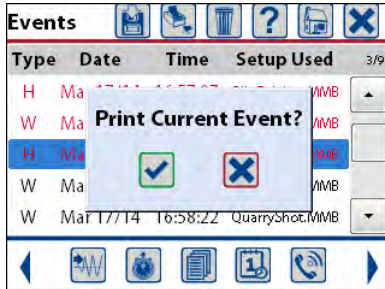 Events
Type Date Time Setup Used 3/9
H Ma MMB
W Ma MMB
Print Current Event?
H
W Ma MMB
W Mar 17/14 16:58:22 QuarryShot.MMB